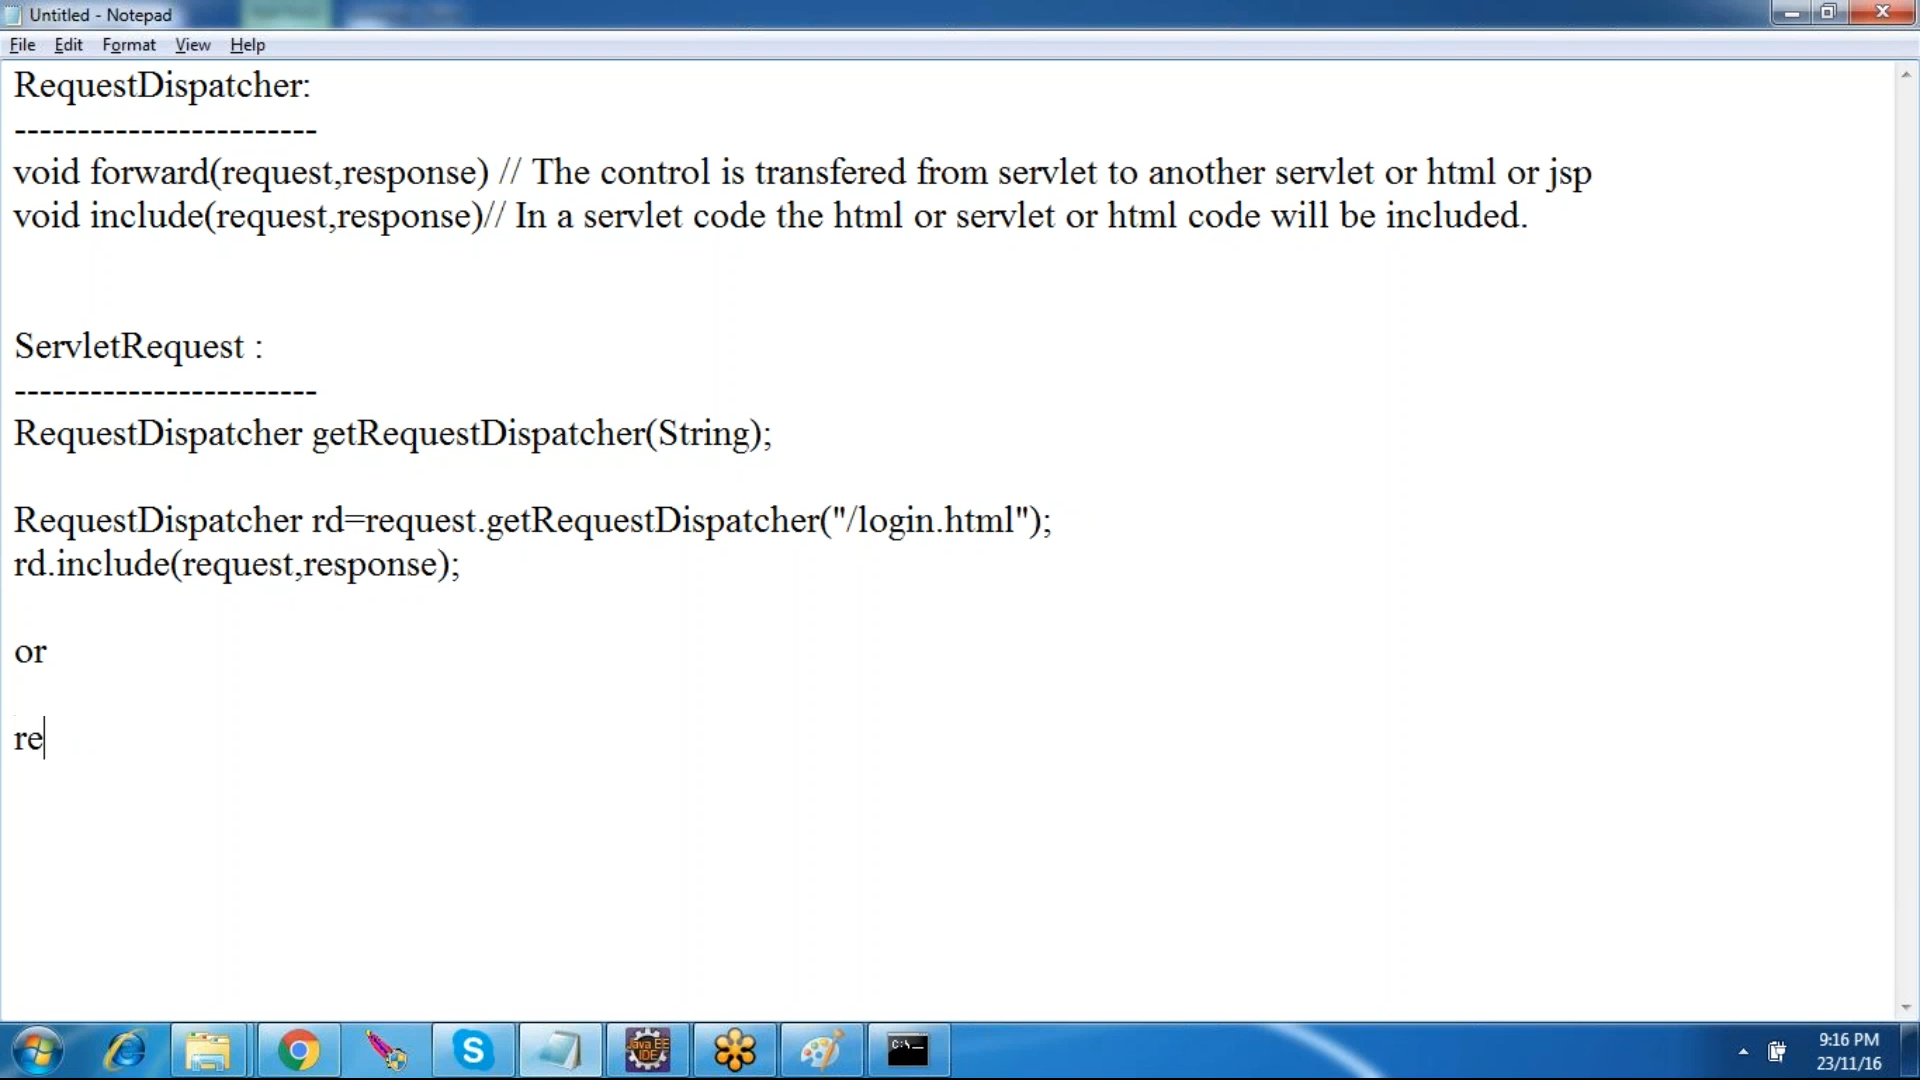 Untitled - Notepad
File Edit Format View Help
RequestDispatcher:
------------------------
void forward(request,response) // The control is transfered from servlet to another servlet or html or jsp
void include(request,response)// In a servlet code the html or servlet or html code will be included.
ServletRequest :
------------------------
RequestDispatcher getRequestDispatcher(String);
RequestDispatcher rd=request.getRequestDispatcher("/login.html");
rd.include(request,response);
or
re
Java EE
IDE
C:\
9:16 PM
23/11/16